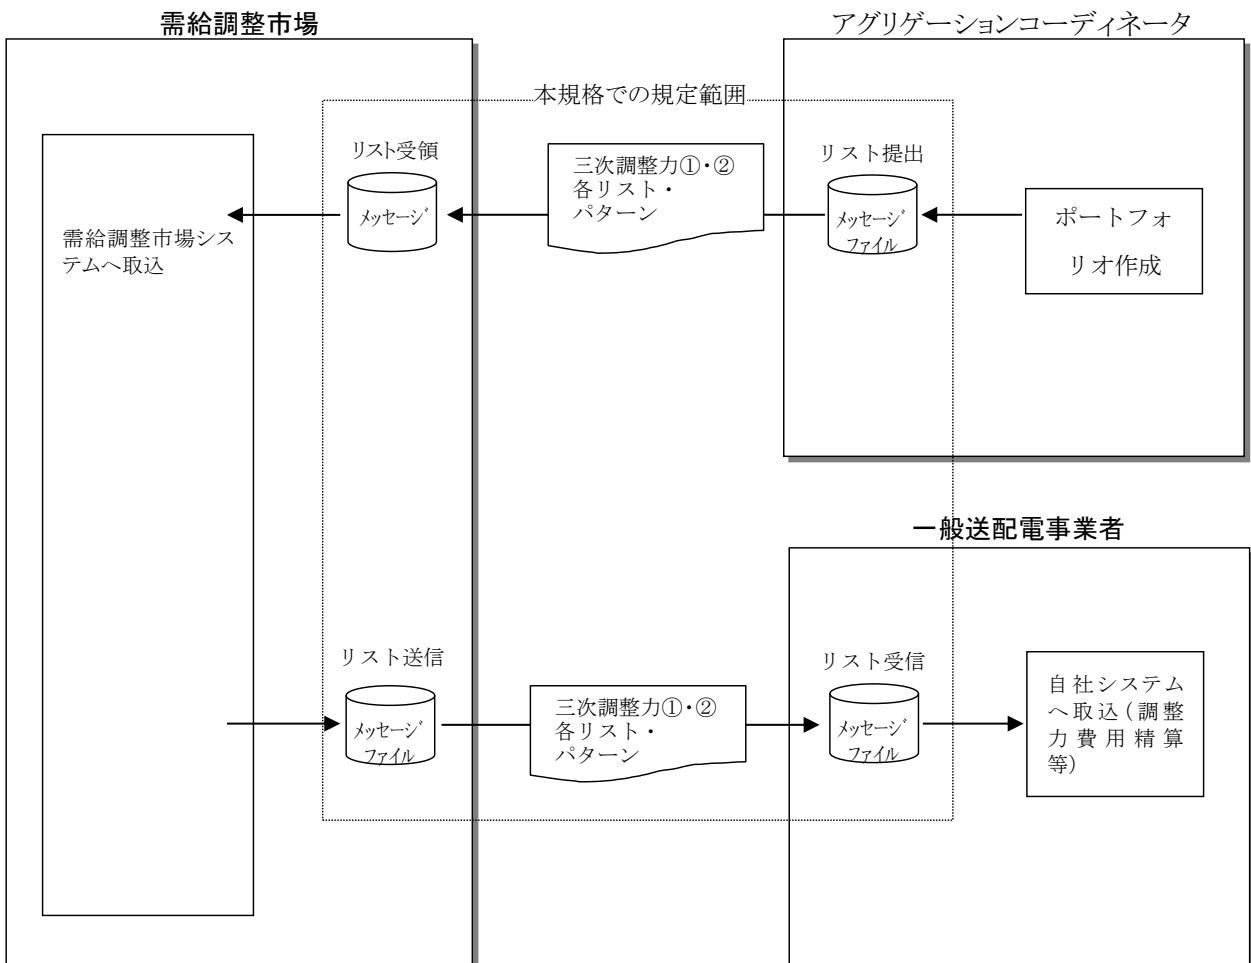 需給調整市場
アグリゲーションコーディネータ
本規格での規定範囲
リスト受領
メッセージ
三次調整力①・②
各リスト・
パターン
リスト提出
メッセージ
ファイル
ポートフォ
リオ作成
需給調整市場シス
テムへ取込
一般送配電事業者
リスト送信
メッセージ
ファイル
三次調整力①・②
各リスト・
パターン
リスト受信
メッセージ
ファイル
自社システム
へ取込（調整
力費用精算
等）